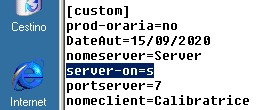 Cestino
Internet
[custom]
prod-oraria=no
DateAut=15/09/2020
nomeserver=Server
server-on=s
portserver=7
nomeclient=Calibratrice